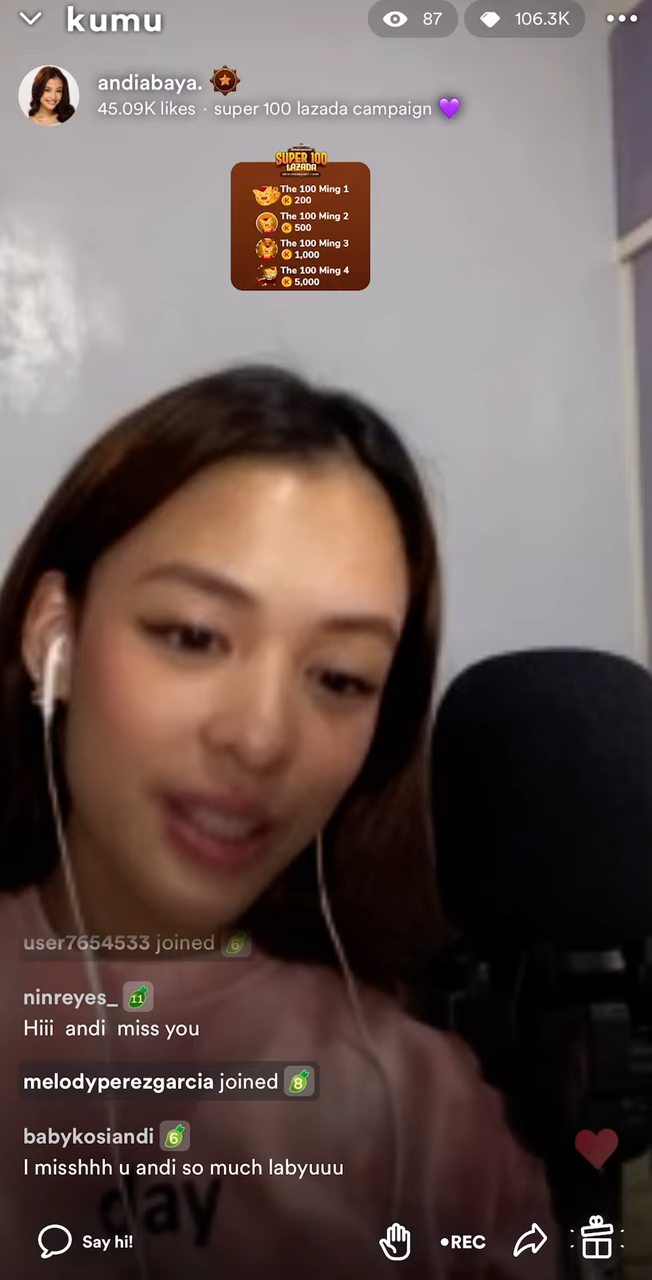 kumu
87
106.3K
andiabaya.
45.09K likes · super 100 lazada campaign 💜
SUPER 100
LAZADA
The 100 Ming 1
K 200
The 100 Ming 2
K 500
The 100 Ming 3
K 1,000
The 100 Ming 4
K 5,000
user7654533 joined 6
ninreyes_ 11
Hiii andi miss you
melodyperezgarcia joined 8
babykosiandi 6
I misshhh u andi so much labyuuu
day
Say hi!
•REC